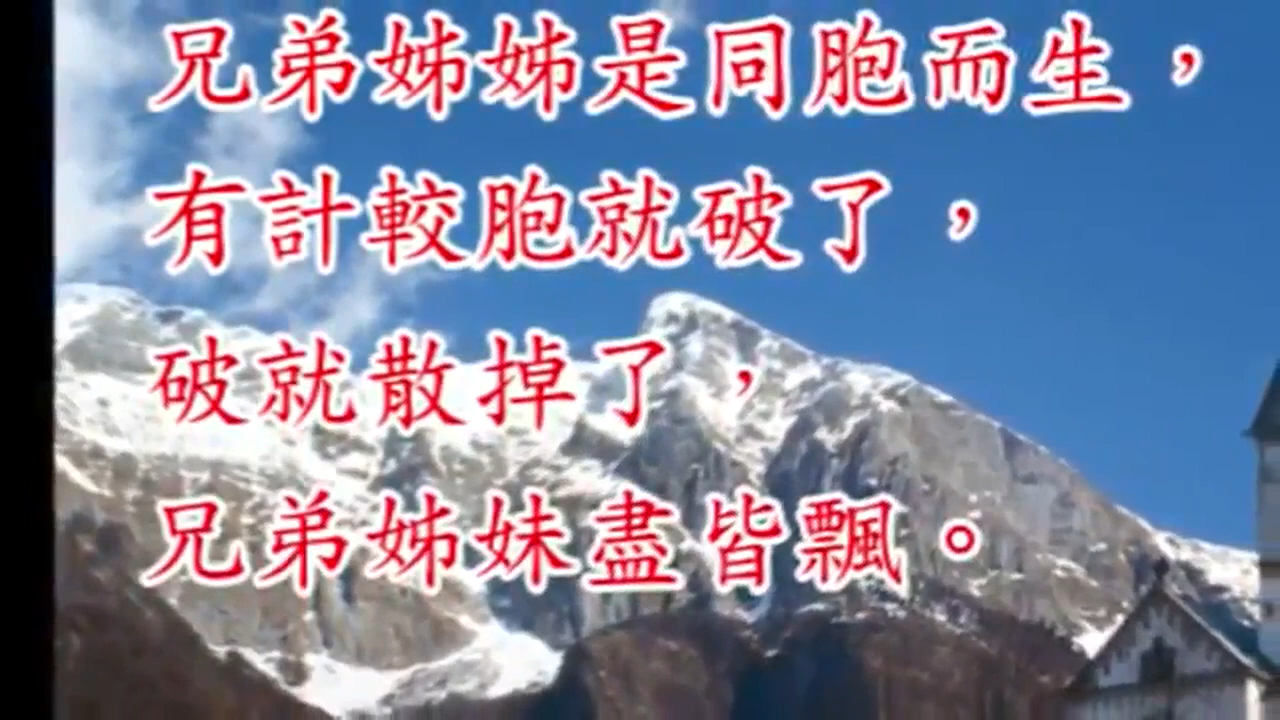 兄弟姊姊是同胞而生，
有計較胞就破了，
破就散掉了，
兄弟姊妹盡皆飄。